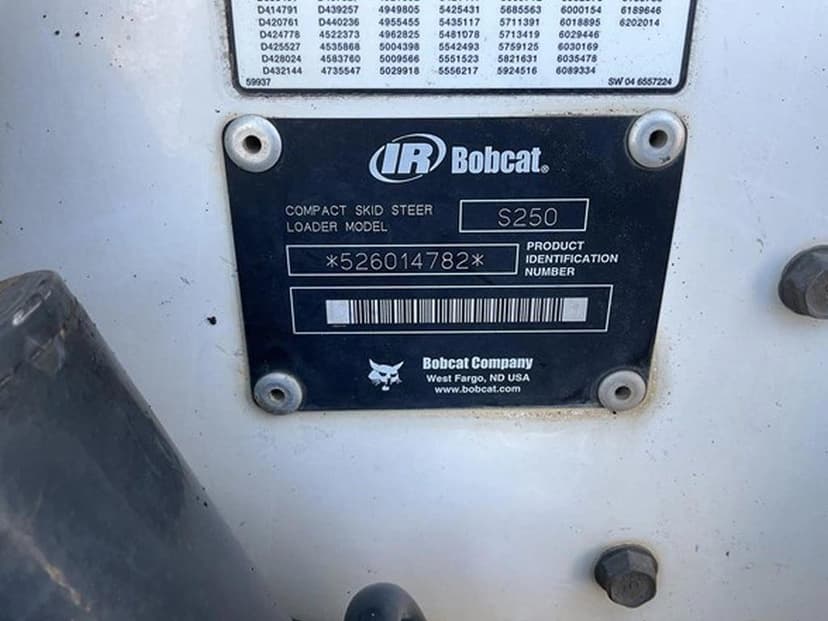 D414791 D439257 4949805 5425431 5685563 6000154 6189646
D420761 D440236 4955455 5435117 5711391 6018895 6202014
D424778 4522373 4962825 5481078 5713419 6029446
D425527 4535868 5004398 5542493 5759125 6030169
D428024 4583760 5009566 5551523 5821631 6035478
D432144 4735547 5029918 5556217 5924516 6089334
59937 SW 04 6557224
IR Bobcat®
COMPACT SKID STEER
LOADER MODEL
S250
*526014782*
PRODUCT
IDENTIFICATION
NUMBER
Bobcat Company
West Fargo, ND USA
www.bobcat.com